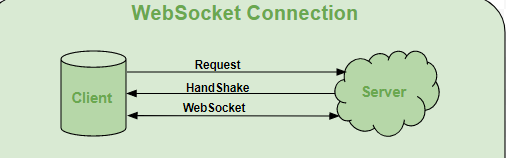 WebSocket Connection
Request
HandShake
WebSocket
Client
Server